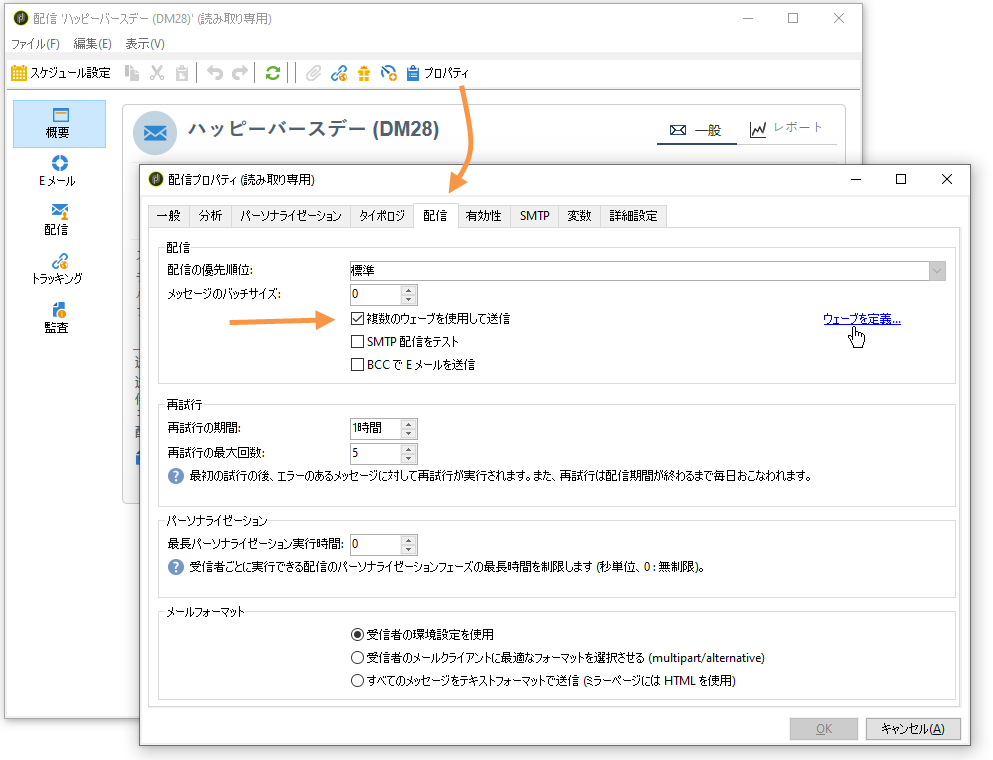 配信 'ハッピーバースデー (DM28)' (読み取り専用)
ファイル(F) 編集(E) 表示(V)
スケジュール設定 プロパティ
概要
Eメール
配信
トラッキング
監査
ハッピーバースデー (DM28)
一般 レポート
配信プロパティ (読み取り専用)
一般 分析 パーソナライゼーション タイポロジ 配信 有効性 SMTP 変数 詳細設定
配信
配信の優先順位: 標準
メッセージのバッチサイズ: 0
複数のウェーブを使用して送信 ウェーブを定義...
SMTP 配信をテスト
BCC で E メールを送信
再試行
再試行の期間: 1時間
再試行の最大回数: 5
最初の試行の後、エラーのあるメッセージに対して再試行が実行されます。また、再試行は配信期間が終わるまで毎日おこなわれます。
パーソナライゼーション
最長パーソナライゼーション実行時間: 0
受信者ごとに実行できる配信のパーソナライゼーションフェーズの最長時間を制限します (秒単位、0 : 無制限)。
メールフォーマット
受信者の環境設定を使用
受信者のメールクライアントに最適なフォーマットを選択させる (multipart/alternative)
すべてのメッセージをテキストフォーマットで送信 (ミラーページには HTML を使用)
OK キャンセル(A)